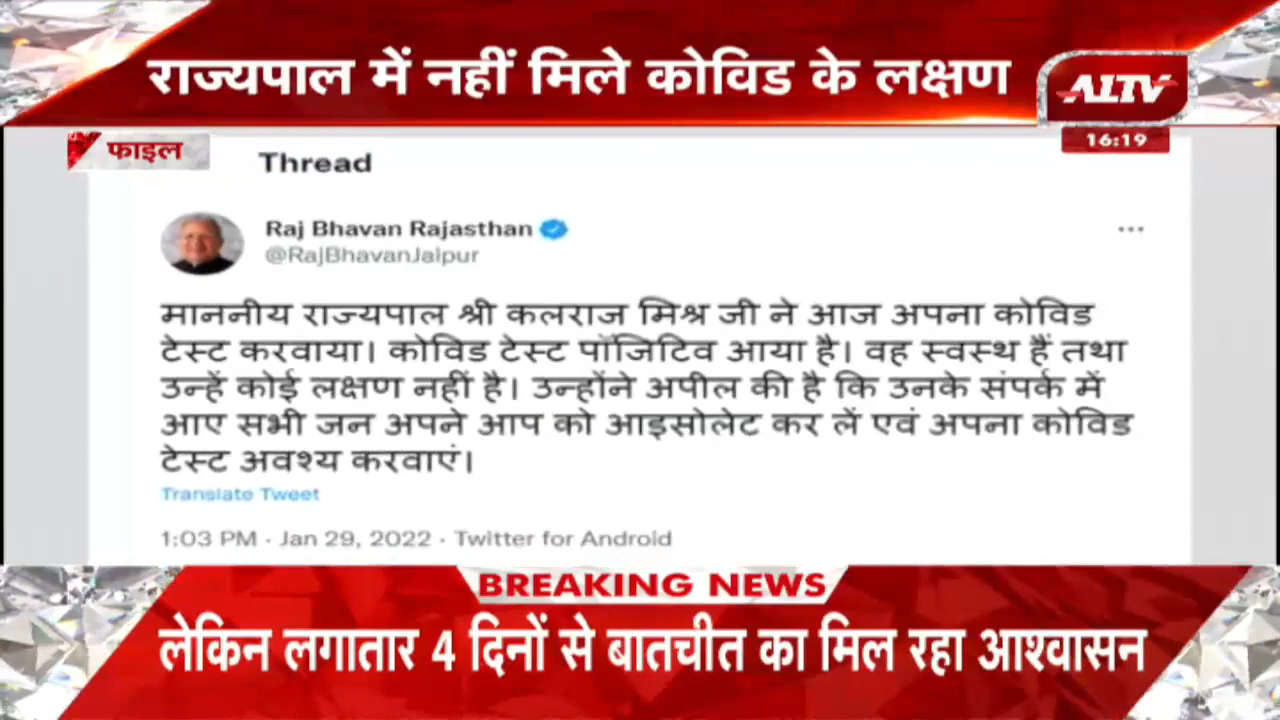 राज्यपाल में नहीं मिले कोविड के लक्षण
ALTV
16:19
फाइल
Thread
Raj Bhavan Rajasthan
@RajBhavanJaipur
माननीय राज्यपाल श्री कलराज मिश्र जी ने आज अपना कोविड
टेस्ट करवाया। कोविड टेस्ट पॉजिटिव आया है। वह स्वस्थ हैं तथा
उन्हें कोई लक्षण नहीं है। उन्होंने अपील की है कि उनके संपर्क में
आए सभी जन अपने आप को आइसोलेट कर लें एवं अपना कोविड
टेस्ट अवश्य करवाएं।
Translate Tweet
1:03 PM · Jan 29, 2022 · Twitter for Android
BREAKING NEWS
लेकिन लगातार 4 दिनों से बातचीत का मिल रहा आश्वासन